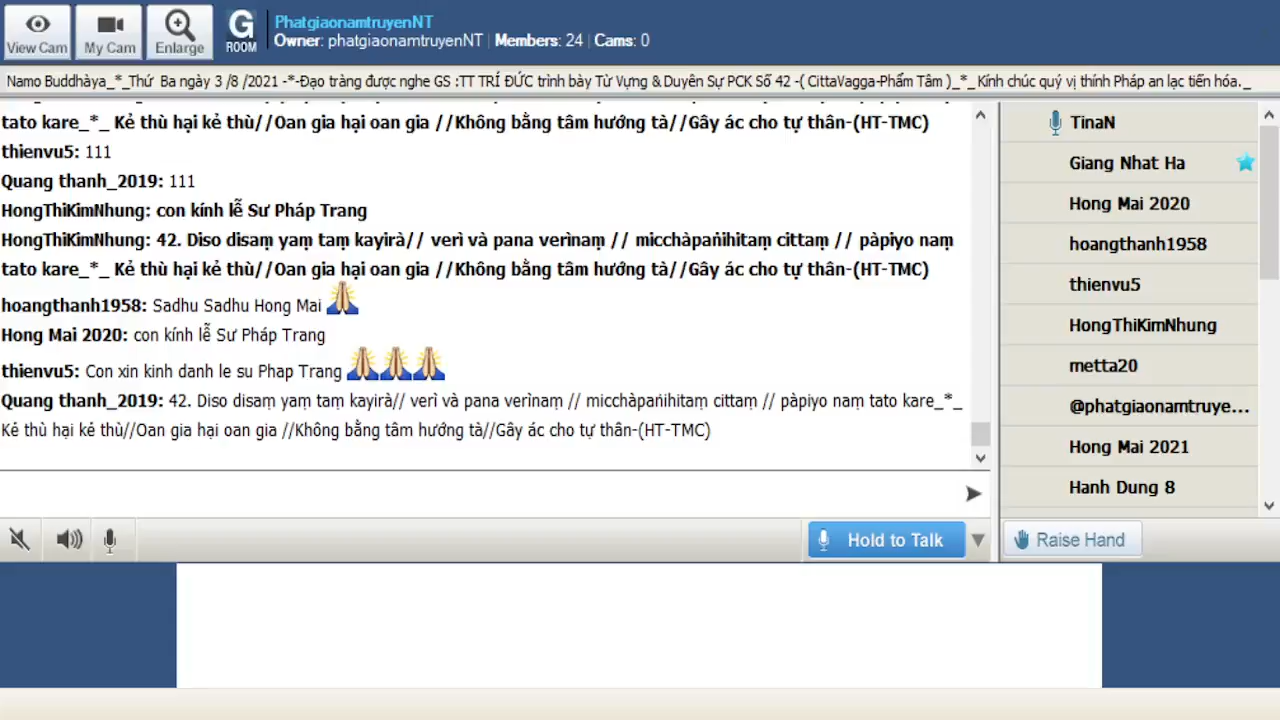 PhatgiaonamtruyenNT
Owner: phatgiaonamtruyenNT | Members: 24 | Cams: 0
View Cam
My Cam
Enlarge
G ROOM
Namo Buddhàya_*_Thứ Ba ngày 3 /8 /2021 -*-Đạo tràng được nghe GS :TT TRÍ ĐỨC trình bày Từ Vựng & Duyên Sự PCK Số 42 -( CittaVagga-Phẩm Tâm )_*_Kính chúc quý vị thính Pháp an lạc tiến hóa._
tato kare_*_ Kẻ thù hại kẻ thù//Oan gia hại oan gia //Không bằng tâm hướng tà//Gây ác cho tự thân-(HT-TMC)
thienvu5: 111
Quang thanh_2019: 111
HongThiKimNhung: con kính lễ Sư Pháp Trang
HongThiKimNhung: 42. Diso disaṃ yaṃ taṃ kayirà// verì và pana verìnaṃ // micchàpaṅihitaṃ cittaṃ // pàpiyo naṃ
tato kare_*_ Kẻ thù hại kẻ thù//Oan gia hại oan gia //Không bằng tâm hướng tà//Gây ác cho tự thân-(HT-TMC)
hoangthanh1958: Sadhu Sadhu Hong Mai
Hong Mai 2020: con kính lễ Sư Pháp Trang
thienvu5: Con xin kinh danh le su Phap Trang
Quang thanh_2019: 42. Diso disaṃ yaṃ taṃ kayirà// verì và pana verìnaṃ // micchàpaṅihitaṃ cittaṃ // pàpiyo naṃ tato kare_*_
Kẻ thù hại kẻ thù//Oan gia hại oan gia //Không bằng tâm hướng tà//Gây ác cho tự thân-(HT-TMC)
TinaN
Giang Nhat Ha
Hong Mai 2020
hoangthanh1958
thienvu5
HongThiKimNhung
metta20
@phatgiaonamtruye...
Hong Mai 2021
Hanh Dung 8
Hold to Talk
Raise Hand